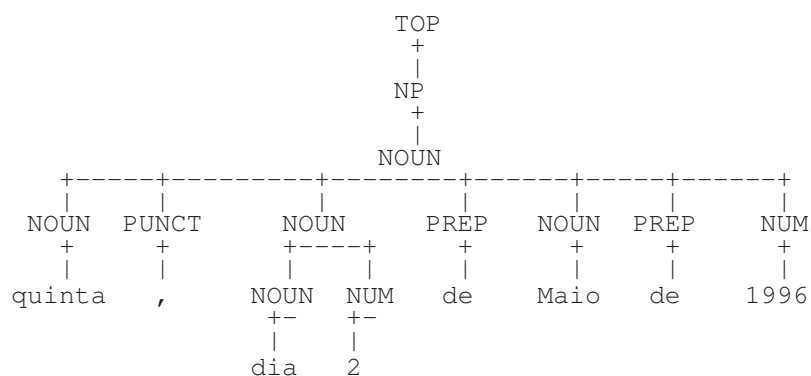 TOP
NP
NOUN
NOUN PUNCT NOUN PREP NOUN PREP NUM
quinta , NOUN NUM de Maio de 1996
dia 2